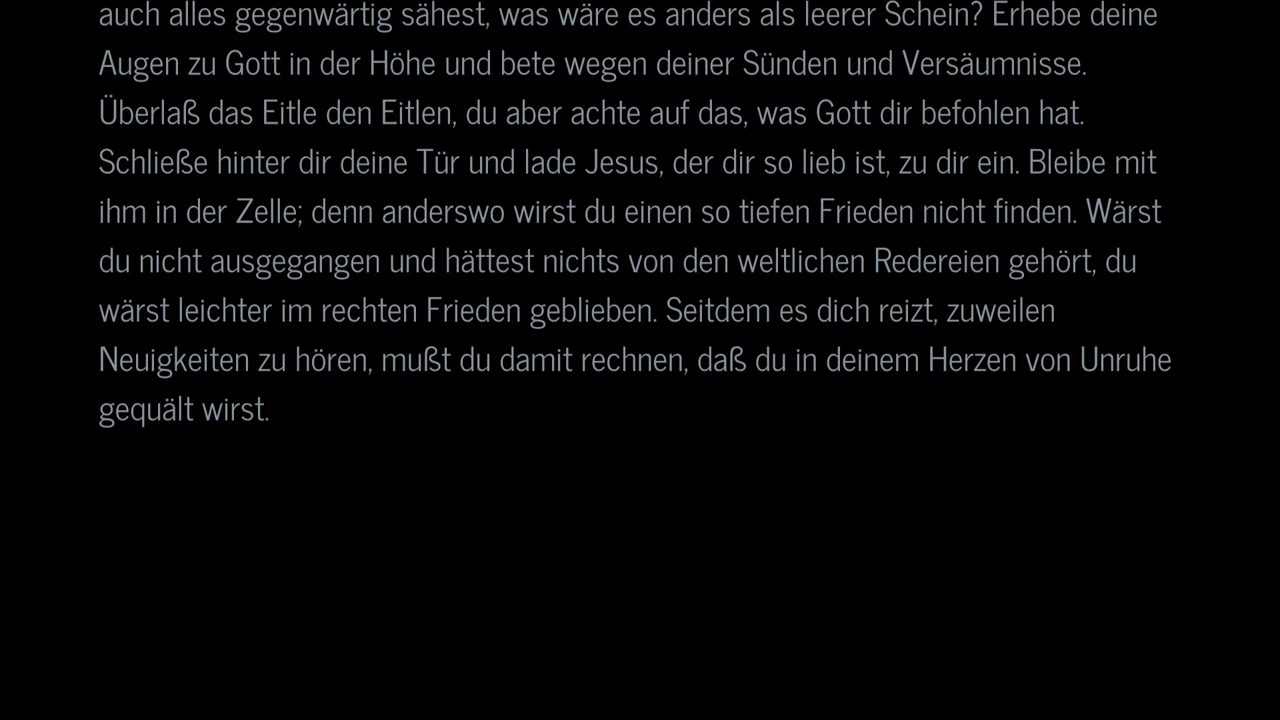 auch alles gegenwärtig sähest, was wäre es anders als leerer Schein? Erhebe deine
Augen zu Gott in der Höhe und bete wegen deiner Sünden und Versäumnisse.
Überlaß das Eitle den Eitlen, du aber achte auf das, was Gott dir befohlen hat.
Schließe hinter dir deine Tür und lade Jesus, der dir so lieb ist, zu dir ein. Bleibe mit
ihm in der Zelle; denn anderswo wirst du einen so tiefen Frieden nicht finden. Wärst
du nicht ausgegangen und hättest nichts von den weltlichen Redereien gehört, du
wärst leichter im rechten Frieden geblieben. Seitdem es dich reizt, zuweilen
Neuigkeiten zu hören, mußt du damit rechnen, daß du in deinem Herzen von Unruhe
gequält wirst.